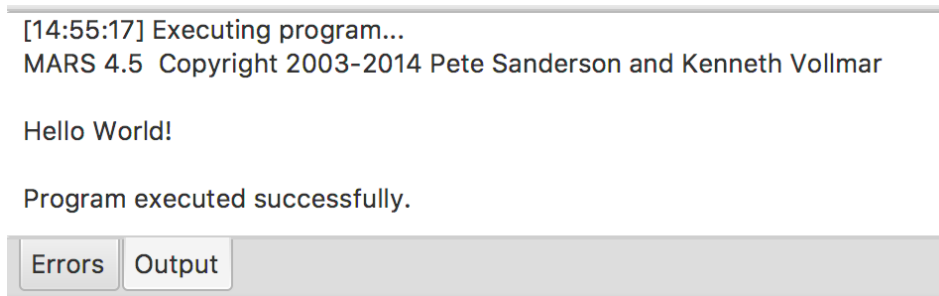 [14:55:17] Executing program...
MARS 4.5  Copyright 2003-2014 Pete Sanderson and Kenneth Vollmar
Hello World!
Program executed successfully.
Errors
Output